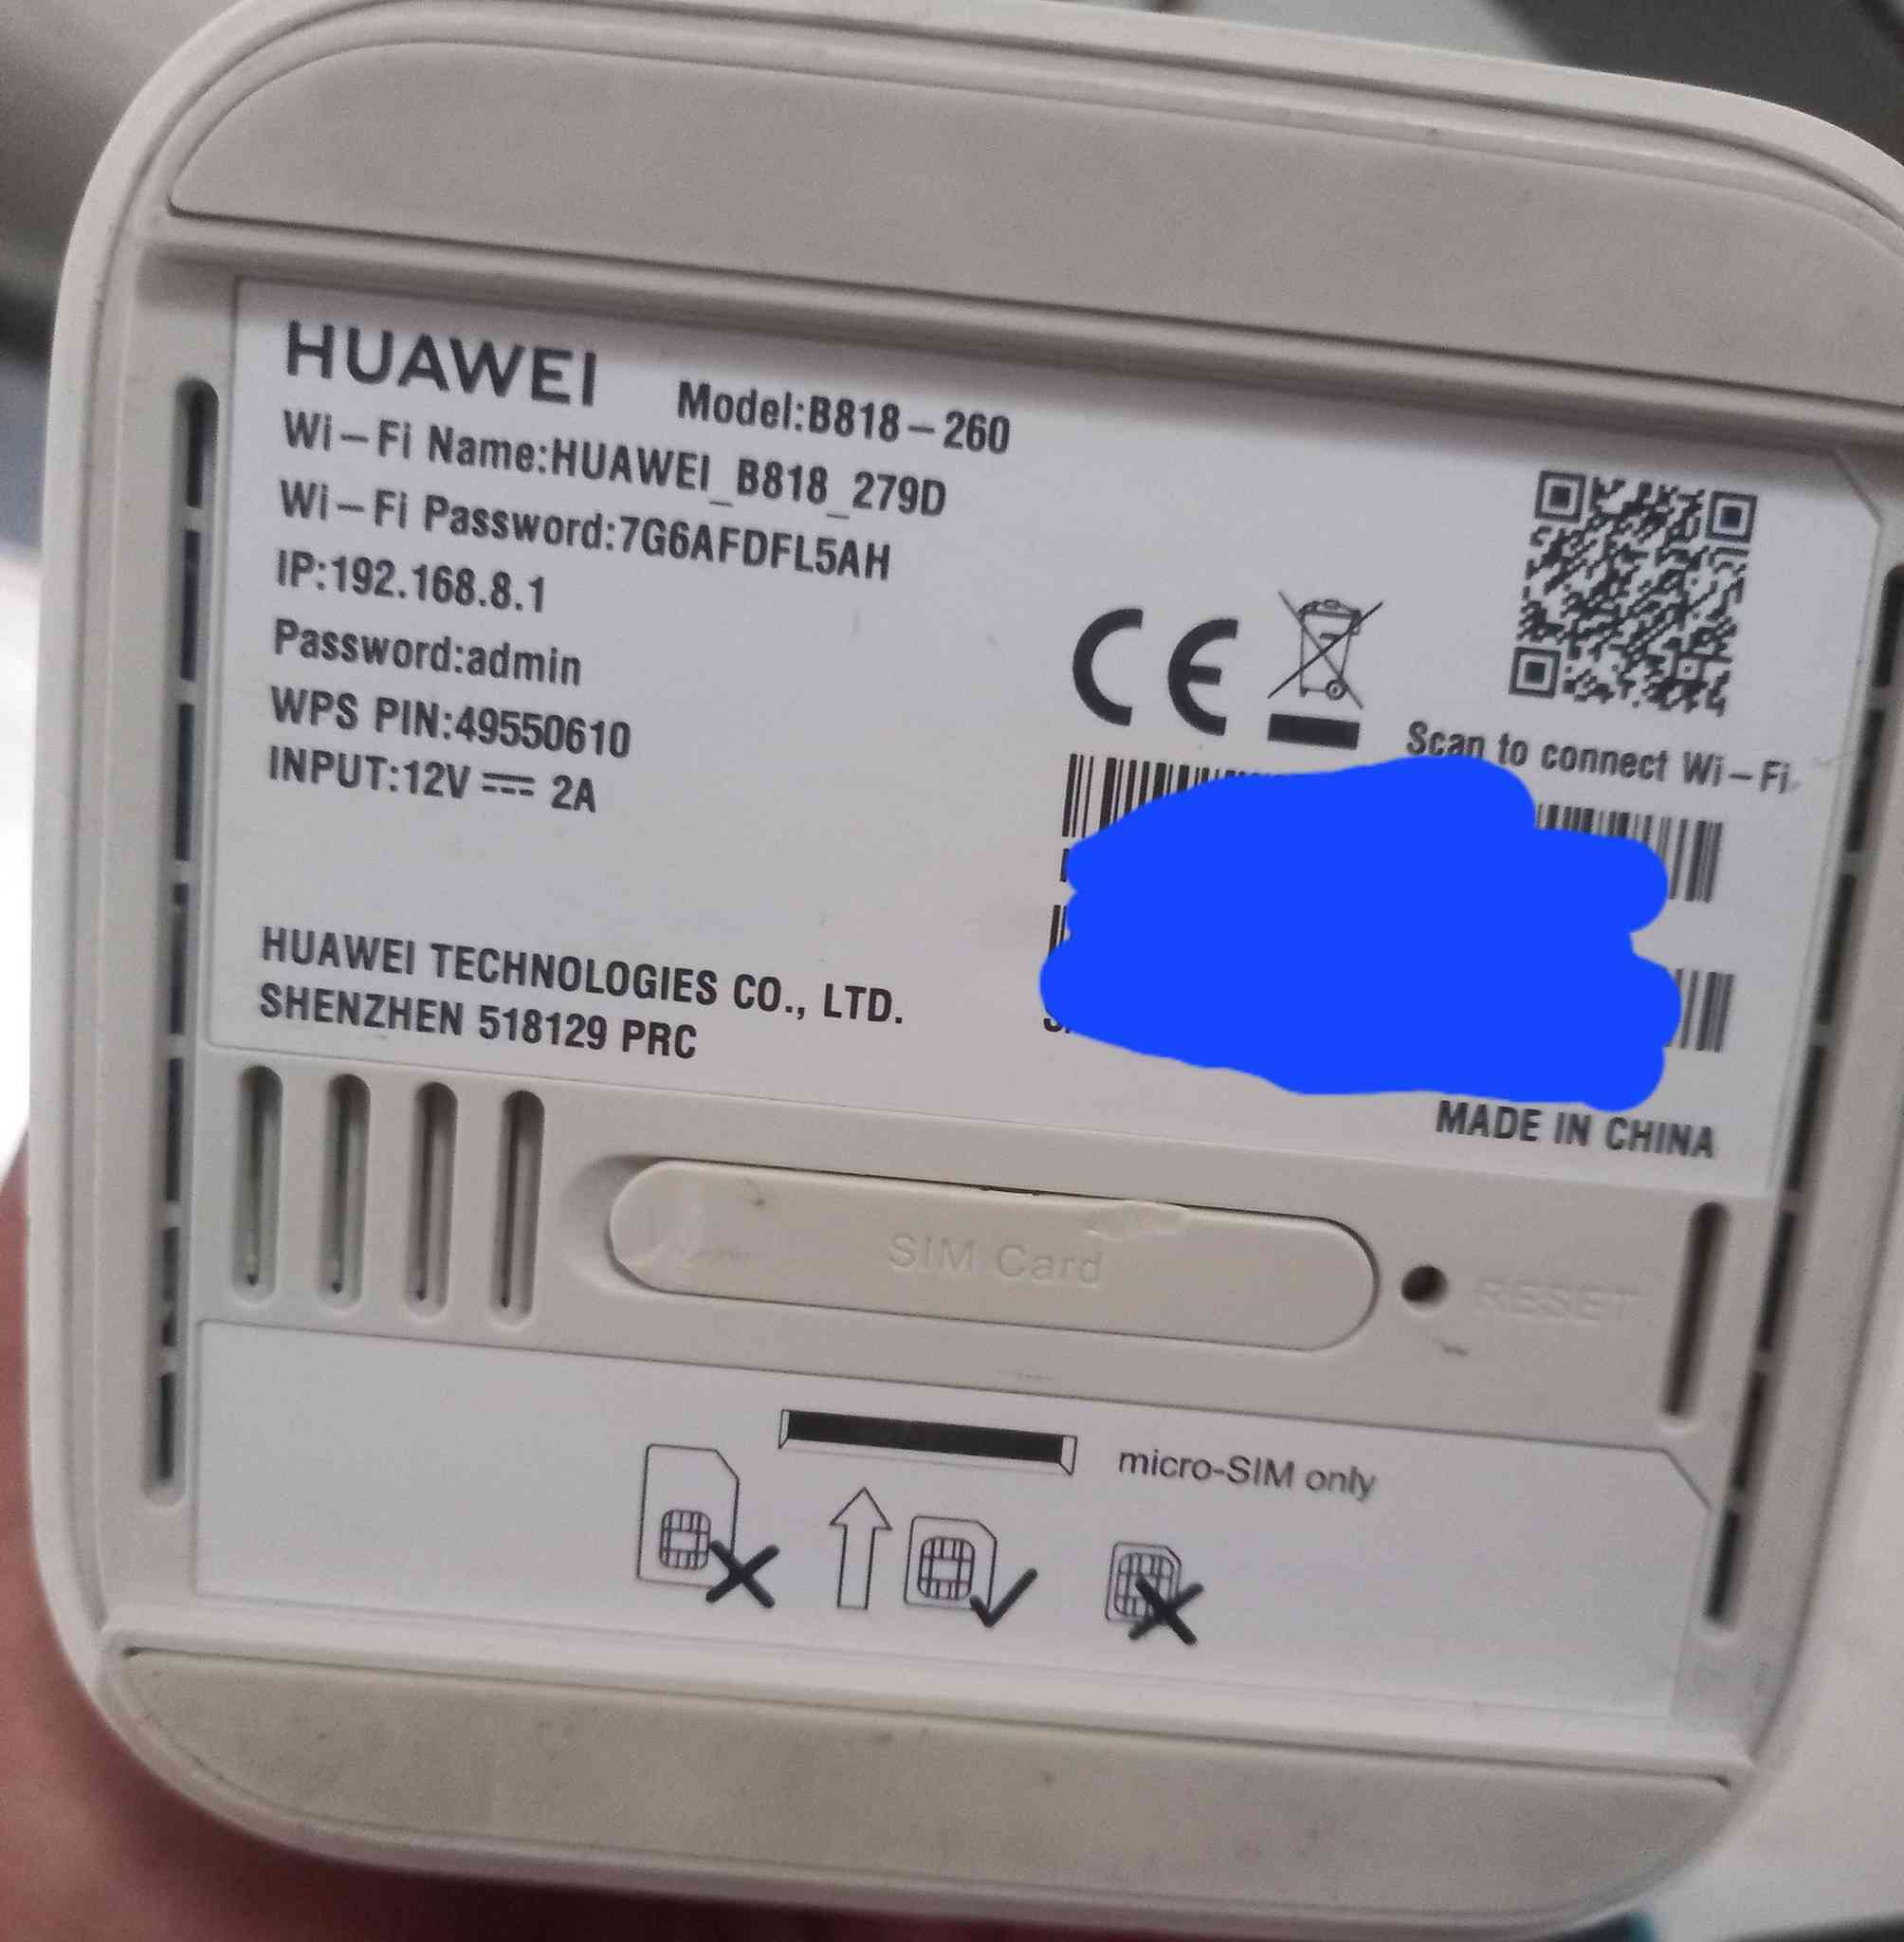 HUAWEI Model:B818-260
Wi-Fi Name:HUAWEI_B818_279D
Wi-Fi Password:7G6AFDFL5AH
IP:192.168.8.1
Password:admin
WPS PIN:49550610
INPUT:12V ⎓ 2A
CE
Scan to connect Wi-Fi
HUAWEI TECHNOLOGIES CO., LTD.
SHENZHEN 518129 PRC
MADE IN CHINA
SIM Card
RESET
micro-SIM only